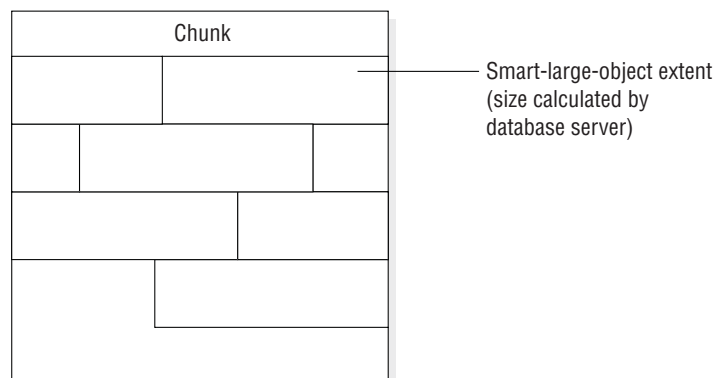 Chunk
Smart-large-object extent
(size calculated by
database server)